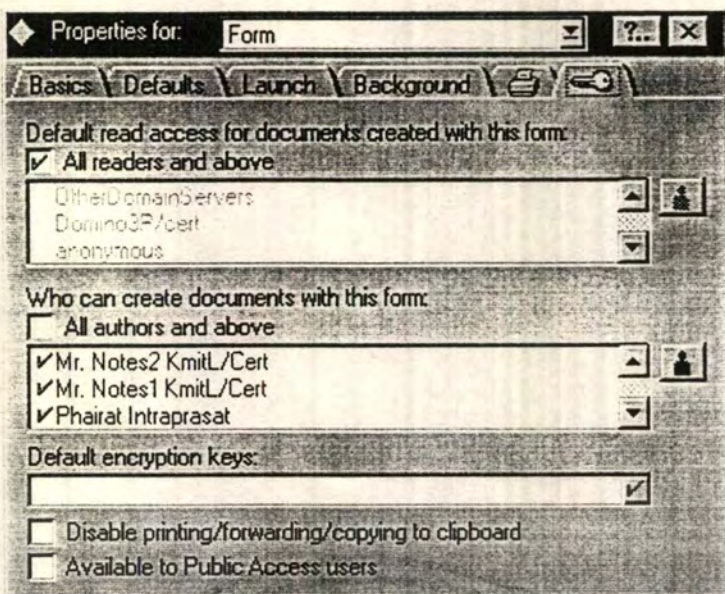 Properties for: Form ?..
Basics Defaults Launch Background
Default read access for documents created with this form:
All readers and above
OtherDomainServers
Domino3P/cert
anonymous
Who can create documents with this form:
All authors and above
Mr. Notes2 KmitL/Cert
Mr. Notes1 KmitL/Cert
Phairat Intraprasat
Default encryption keys:
Disable printing/forwarding/copying to clipboard
Available to Public Access users